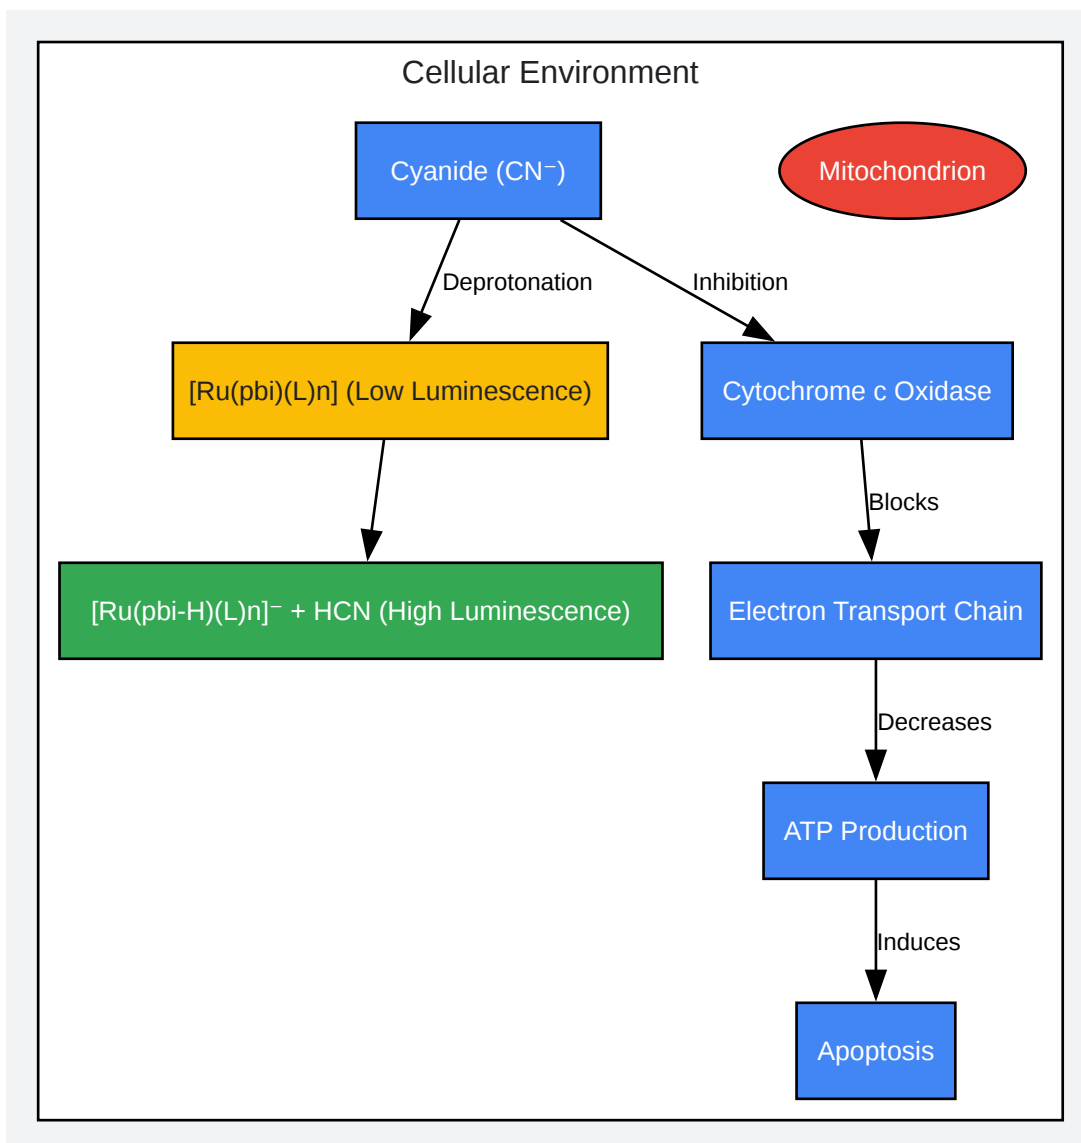 Cellular Environment
Cyanide (CN⁻)
Mitochondrion
Deprotonation
Inhibition
[Ru(pbi)(L)n] (Low Luminescence)
Cytochrome c Oxidase
Blocks
[Ru(pbi-H)(L)n]⁻ + HCN (High Luminescence)
Electron Transport Chain
Decreases
ATP Production
Induces
Apoptosis